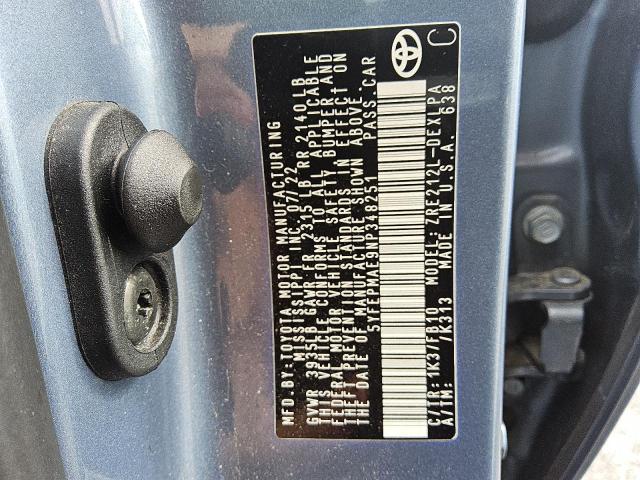 MFD.BY:TOYOTA MOTOR MANUFACTURING
MISSISSIPPI, INC. 07/22
GVWR 3935LB GAWR FR 2315LB RR 2140LB
THIS VEHICLE CONFORMS TO ALL APPLICABLE
FEDERAL MOTOR VEHICLE SAFETY BUMPER, AND
THEFT PREVENTION STANDARDS IN EFFECT ON
THE DATE OF MANUFACTURE SHOWN ABOVE.
5YFEPMAE9NP348251 PASS.CAR
C/TR: 1K3/FB10 MODEL: ZRE212L-DEXLPA
A/TM: /K313 MADE IN U.S.A. 638
C